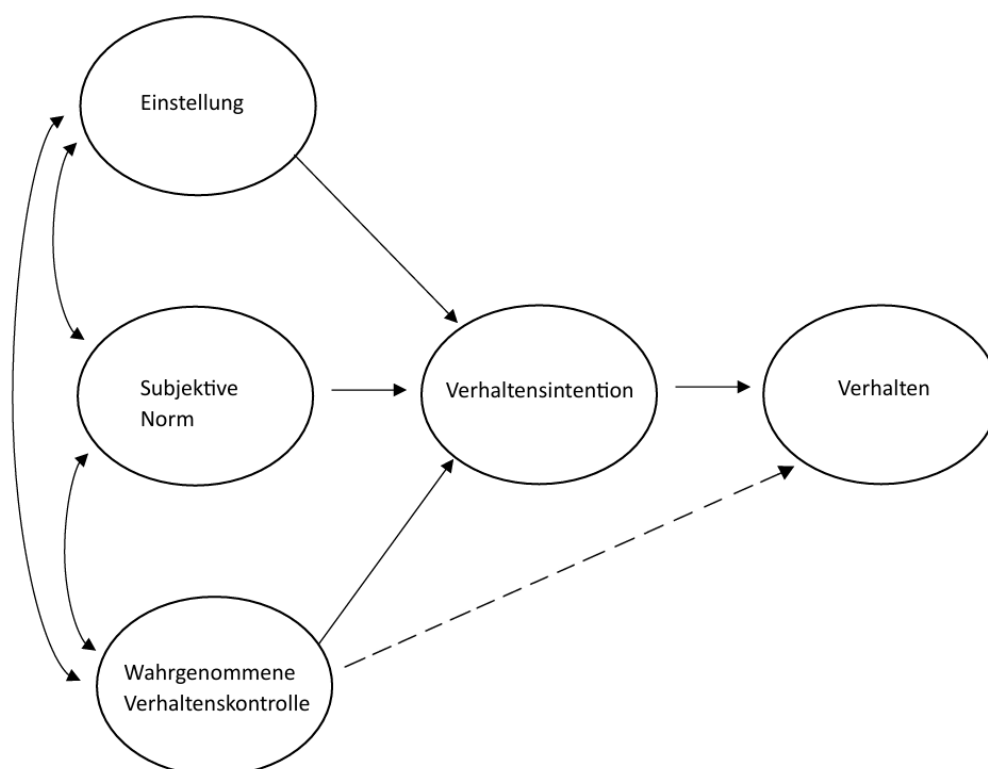 Einstellung
Subjektive
Norm
Verhaltensintention
Verhalten
Wahrgenommene
Verhaltenskontrolle